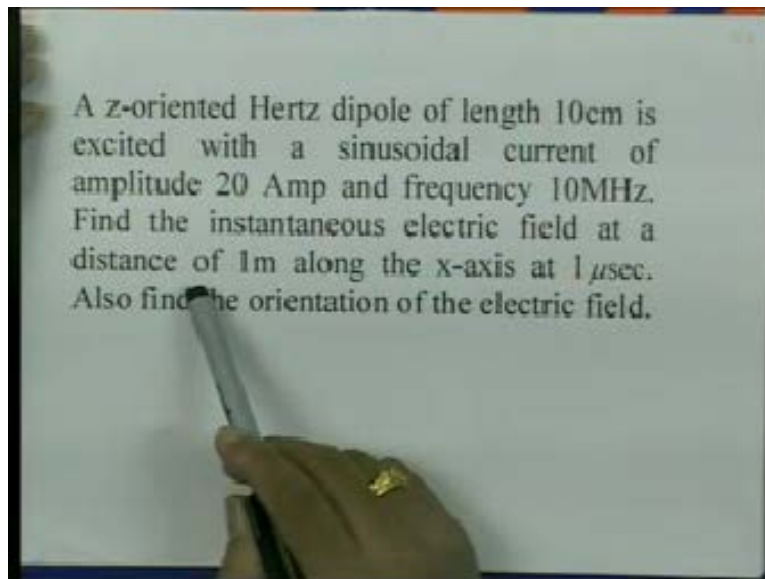 A z-oriented Hertz dipole of length 10cm is
excited with a sinusoidal current of
amplitude 20 Amp and frequency 10MHz.
Find the instantaneous electric field at a
distance of 1m along the x-axis at 1 μsec.
Also find the orientation of the electric field.